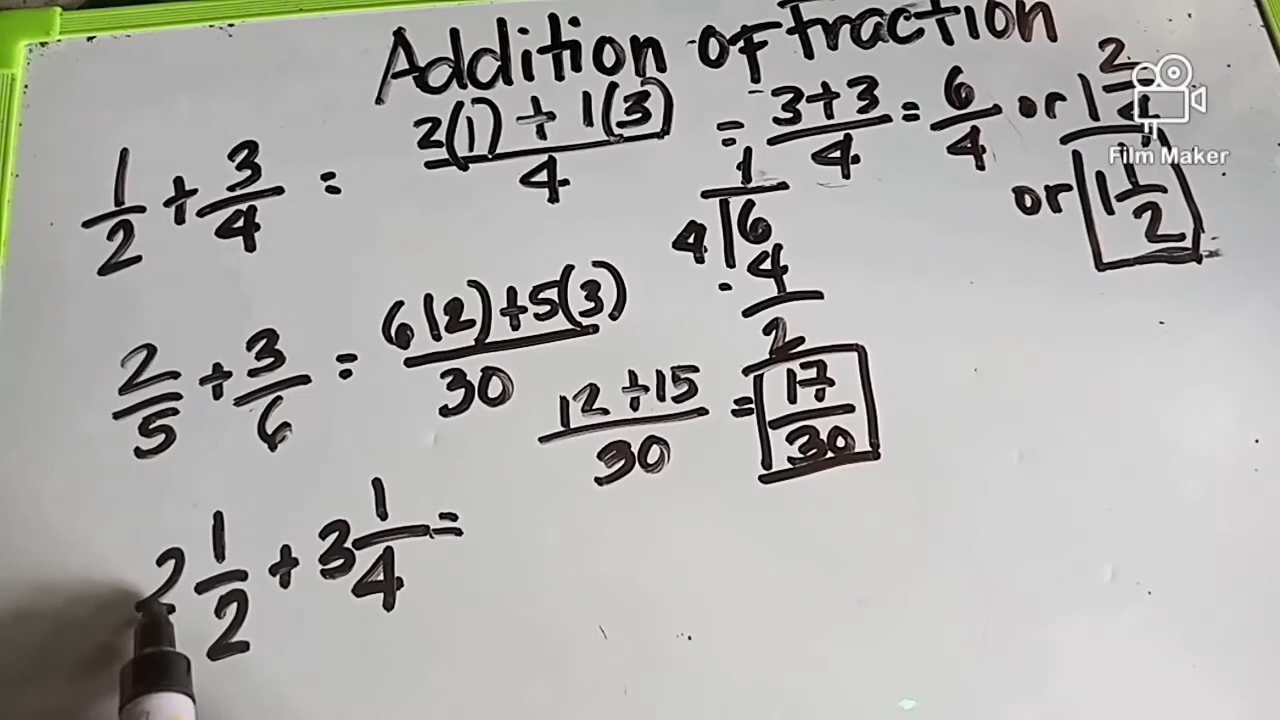 Addition of Fraction
1/2 + 3/4 = 2(1) + 1(3)/4 = 3+3/4 = 6/4 or 1 2/4
or 1 1/2
1
4 6
- 4
2
2/5 + 3/6 = 6(2)+5(3)/30
12+15/30 = 17/30
2 1/2 + 3 1/4 =
Film Maker